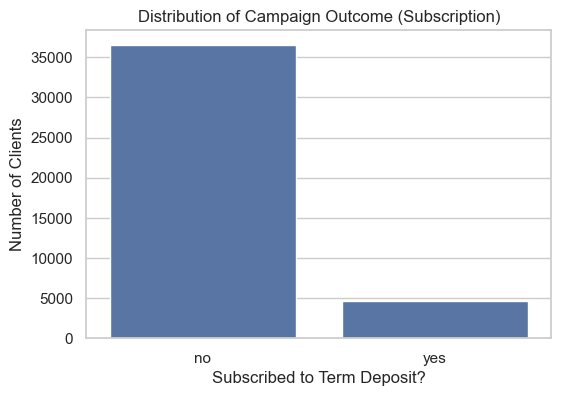 Distribution of Campaign Outcome (Subscription)
35000
30000
25000
20000
15000
10000
5000
0
Number of Clients
no yes
Subscribed to Term Deposit?